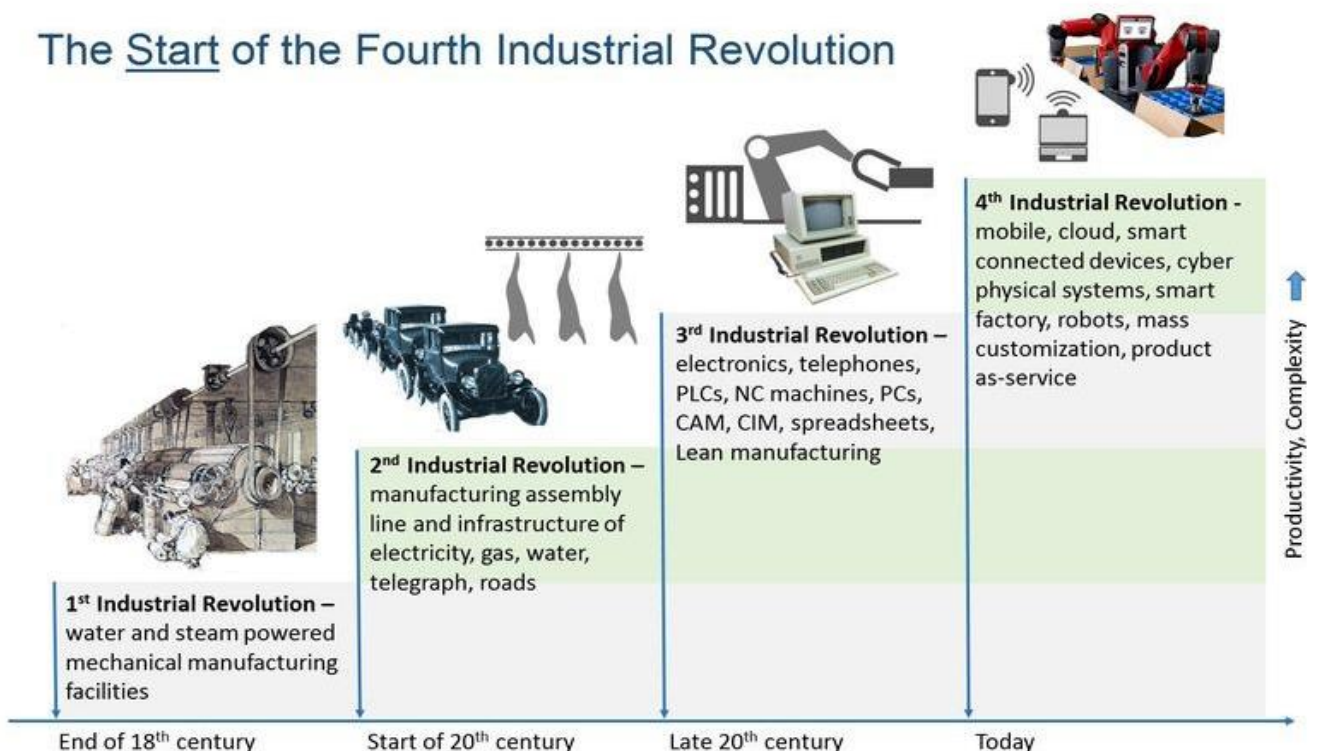 The Start of the Fourth Industrial Revolution
4th Industrial Revolution -
mobile, cloud, smart
connected devices, cyber
physical systems, smart
factory, robots, mass
customization, product
as-service
3rd Industrial Revolution –
electronics, telephones,
PLCs, NC machines, PCs,
CAM, CIM, spreadsheets,
Lean manufacturing
2nd Industrial Revolution –
manufacturing assembly
line and infrastructure of
electricity, gas, water,
telegraph, roads
1st Industrial Revolution –
water and steam powered
mechanical manufacturing
facilities
Productivity, Complexity
End of 18th century
Start of 20th century
Late 20th century
Today